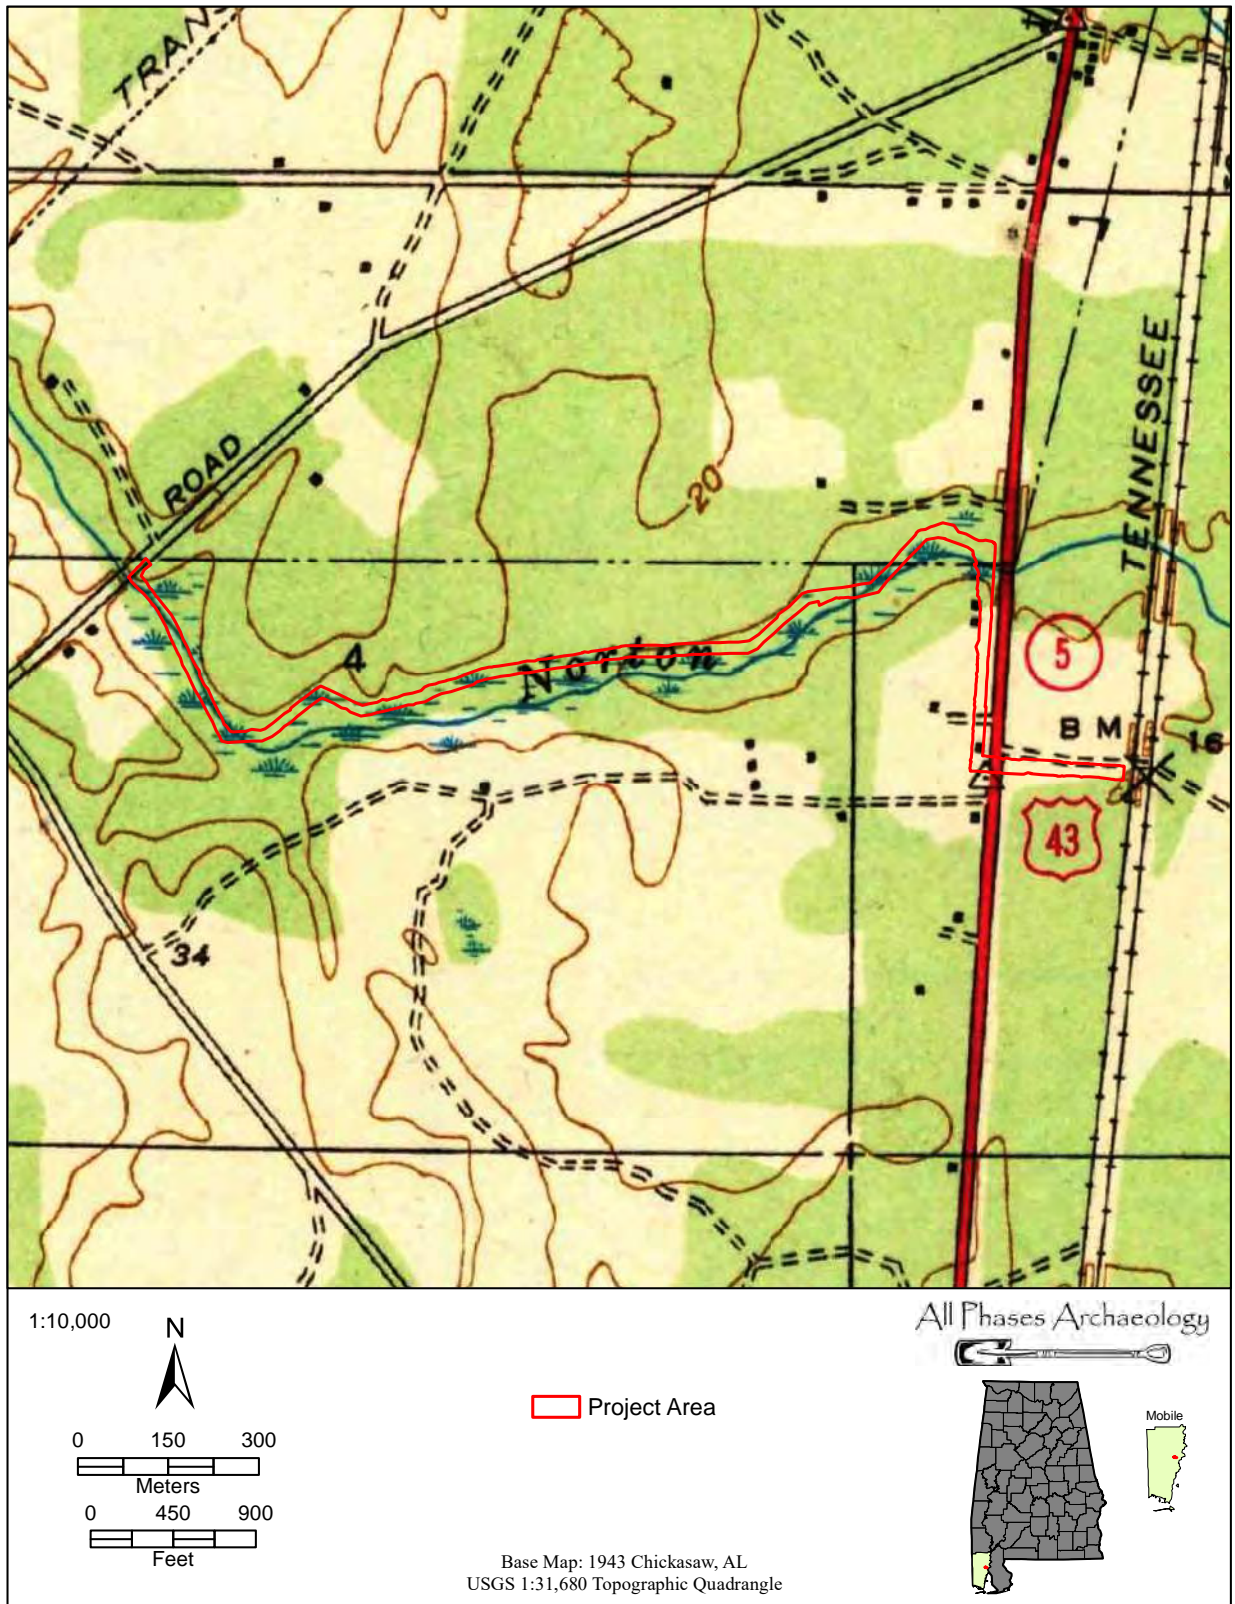 TRAN
ROAD
20
TENNESSEE
4
Norton
5
B M
16
43
34
1:10,000
N
0 150 300
Meters
0 450 900
Feet
Project Area
All Phases Archaeology
Mobile
Base Map: 1943 Chickasaw, AL
USGS 1:31,680 Topographic Quadrangle